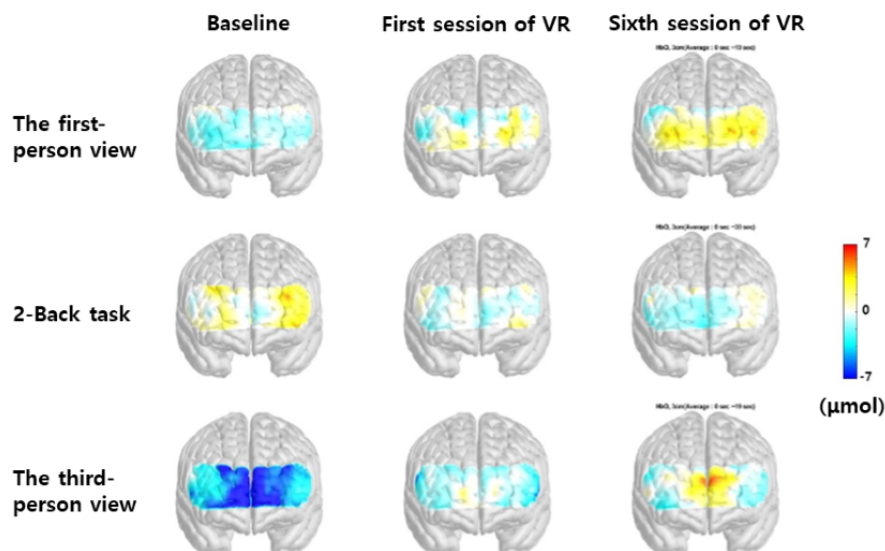 Baseline
First session of VR
Sixth session of VR
The first-
person view
2-Back task
The third-
person view
7
0
-7
(μmol)